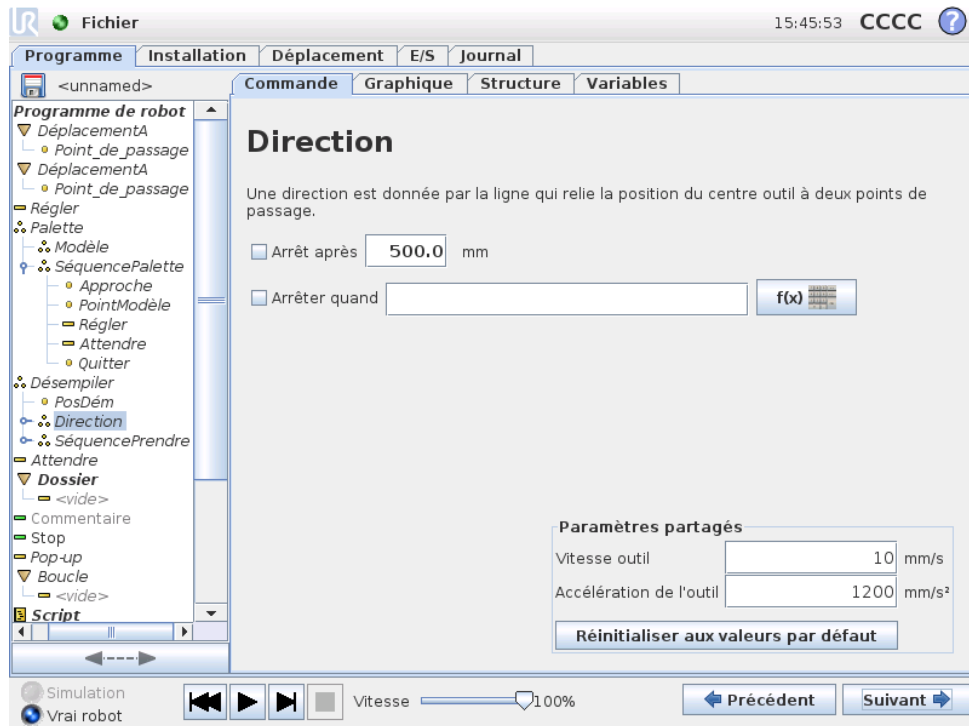 UR Fichier 15:45:53 CCCC ?
Programme Installation Déplacement E/S Journal
<unnamed>
Commande Graphique Structure Variables
Programme de robot
DéplacementA
Point_de_passage
DéplacementA
Point_de_passage
Régler
Palette
Modèle
SéquencePalette
Approche
PointModèle
Régler
Attendre
Quitter
Désempiler
PosDém
Direction
SéquencePrendre
Attendre
Dossier
<vide>
Commentaire
Stop
Pop-up
Boucle
<vide>
Script
Direction
Une direction est donnée par la ligne qui relie la position du centre outil à deux points de
passage.
Arrêt après 500.0 mm
Arrêter quand f(x)
Paramètres partagés
Vitesse outil 10 mm/s
Accélération de l'outil 1200 mm/s²
Réinitialiser aux valeurs par défaut
Simulation
Vrai robot
Vitesse 100%
Précédent Suivant